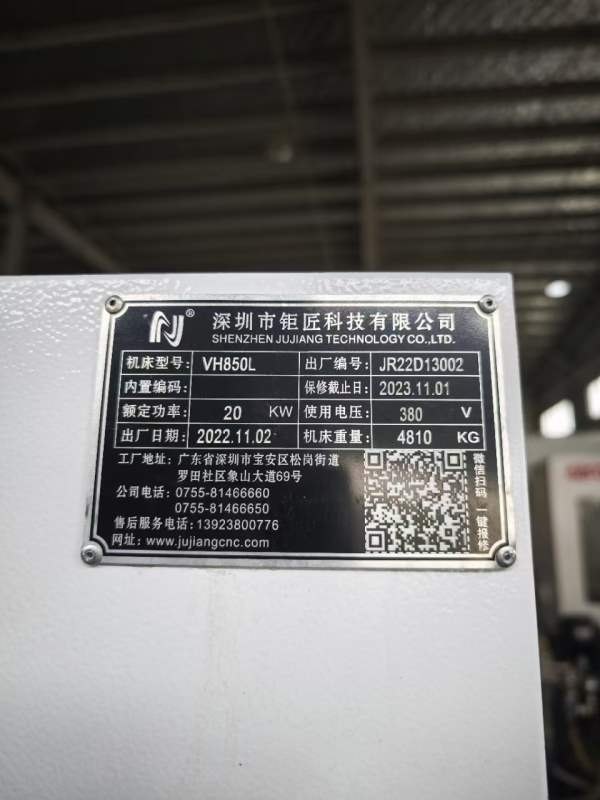 深圳市钜匠科技有限公司
SHENZHEN JUJIANG TECHNOLOGY CO.,LTD.
机床型号: VH850L 出厂编号: JR22D13002
内置编码: 保修截止日: 2023.11.01
额定功率: 20 KW 使用电压: 380 V
出厂日期: 2022.11.02 机床重量: 4810 KG
工厂地址: 广东省深圳市宝安区松岗街道
罗田社区象山大道69号
公司电话: 0755-81466660
0755-81466650
售后服务电话: 13923800776
网址: www.jujiangcnc.com
微信扫码 一键报修